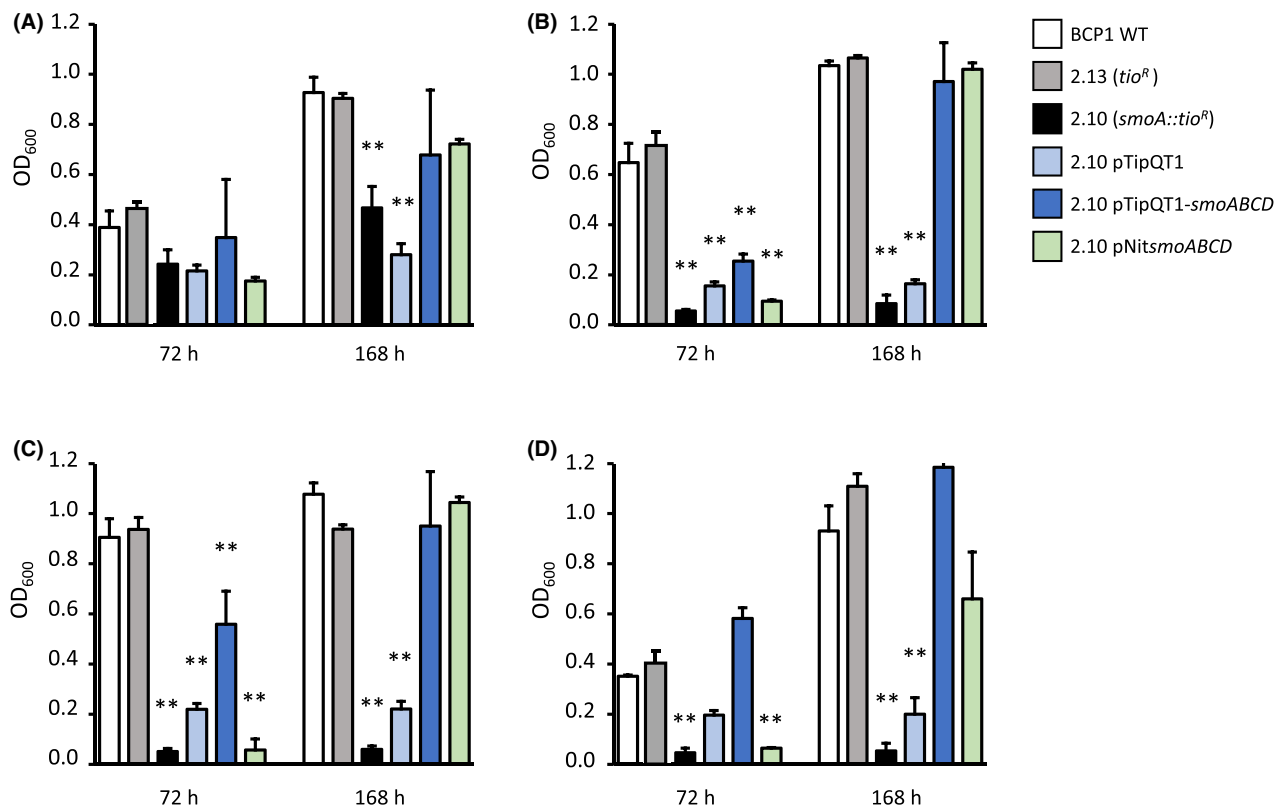 (A)
1.2
1.0
0.8
0.6
0.4
0.2
0.0
OD600
** **
72 h 168 h
(B)
1.2
1.0
0.8
0.6
0.4
0.2
0.0
OD600
** ** ** ** ** **
72 h 168 h
BCP1 WT
2.13 (tioR)
2.10 (smoA::tioR)
2.10 pTipQT1
2.10 pTipQT1-smoABCD
2.10 pNitsmoABCD
(C)
1.2
1.0
0.8
0.6
0.4
0.2
0.0
OD600
** ** ** ** ** **
72 h 168 h
(D)
1.2
1.0
0.8
0.6
0.4
0.2
0.0
OD600
** ** ** **
72 h 168 h